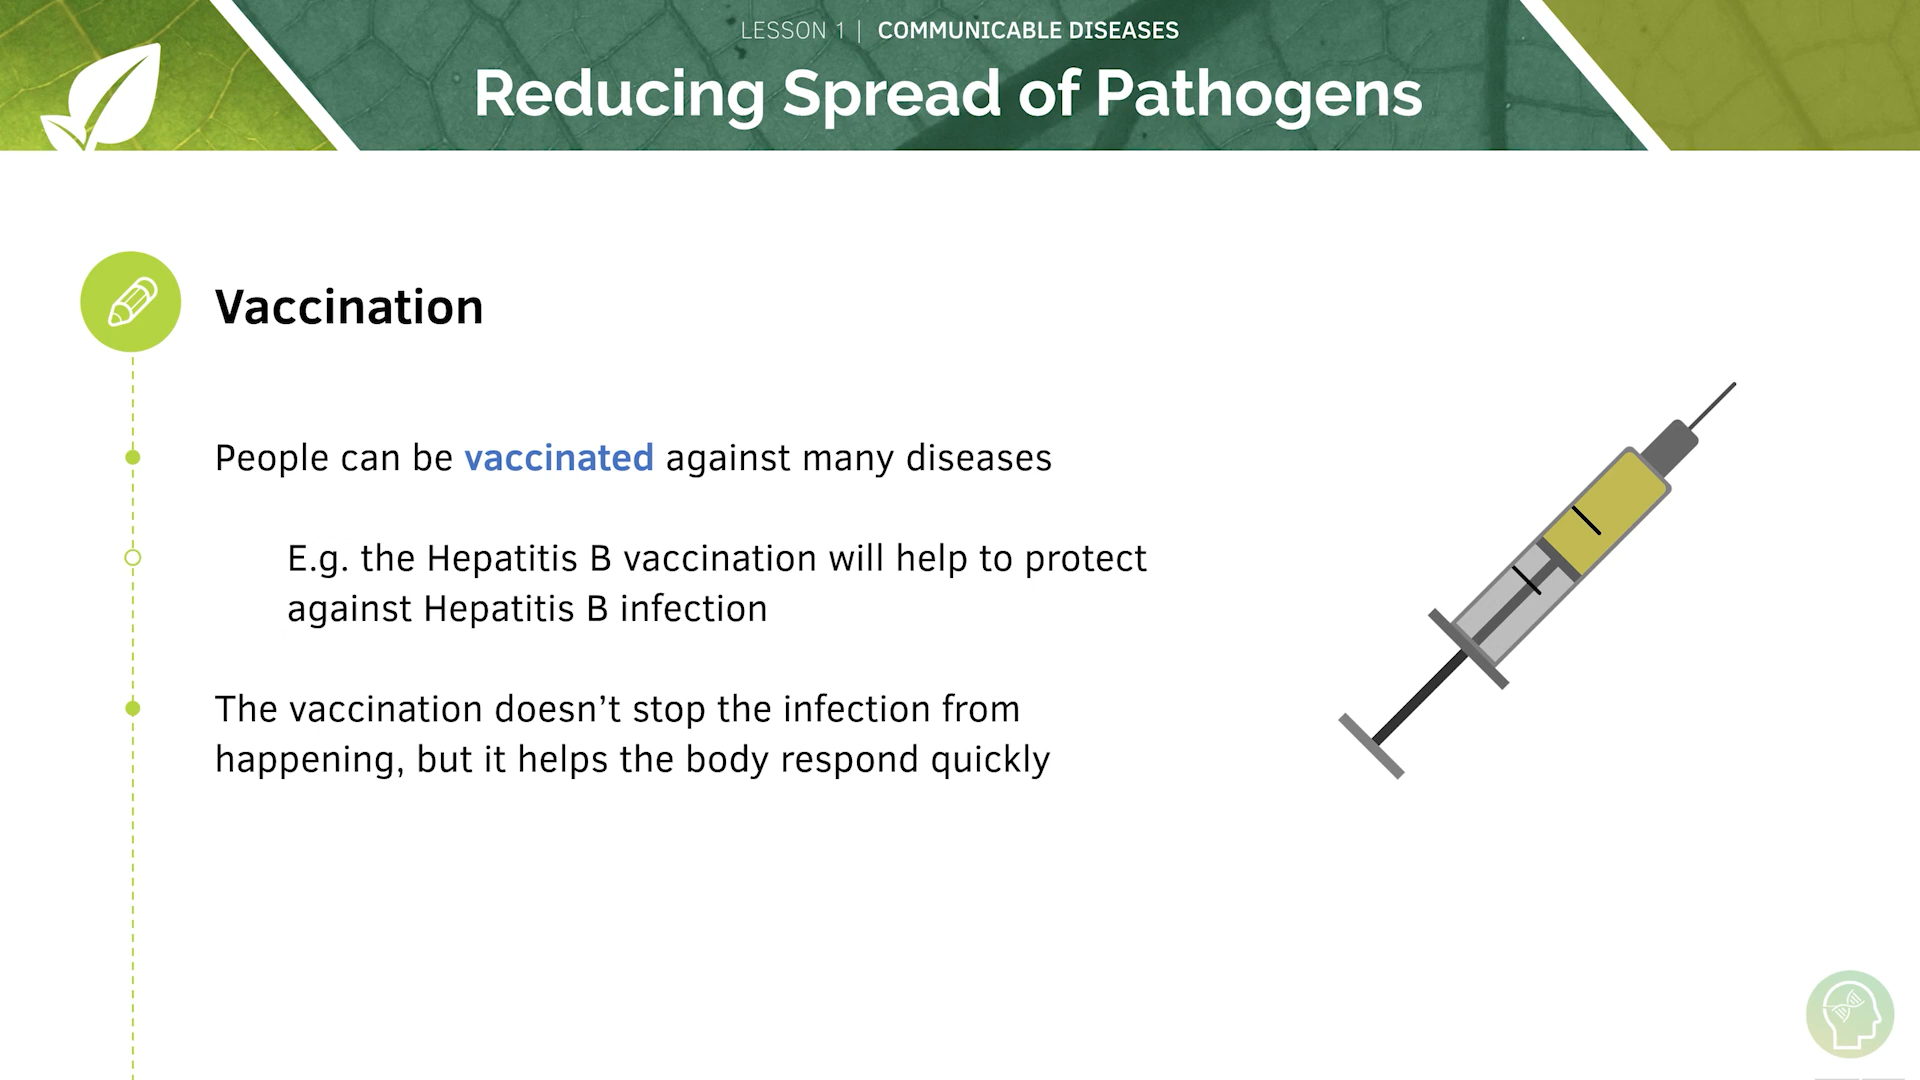 LESSON 1 | COMMUNICABLE DISEASES
Reducing Spread of Pathogens
Vaccination
People can be vaccinated against many diseases
E.g. the Hepatitis B vaccination will help to protect
against Hepatitis B infection
The vaccination doesn’t stop the infection from
happening, but it helps the body respond quickly